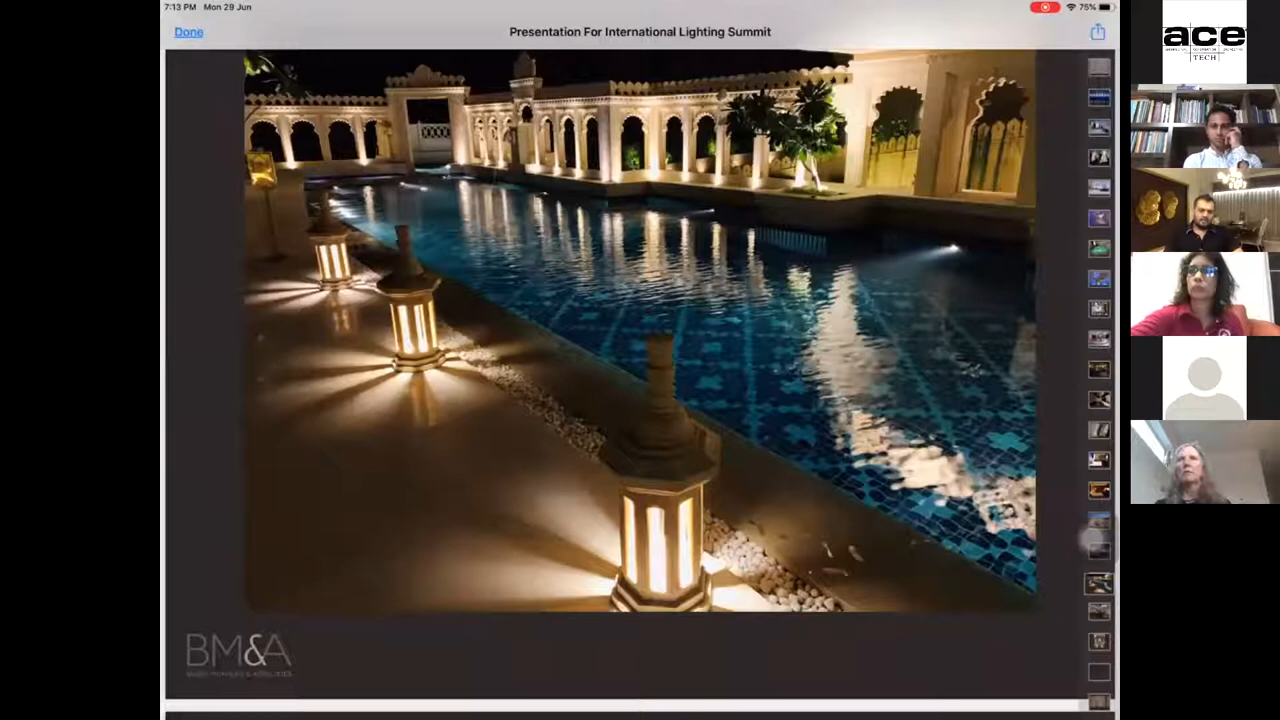 7:13 PM Mon 29 Jun
75%
Done
Presentation For International Lighting Summit
BM&A
ace
TECH